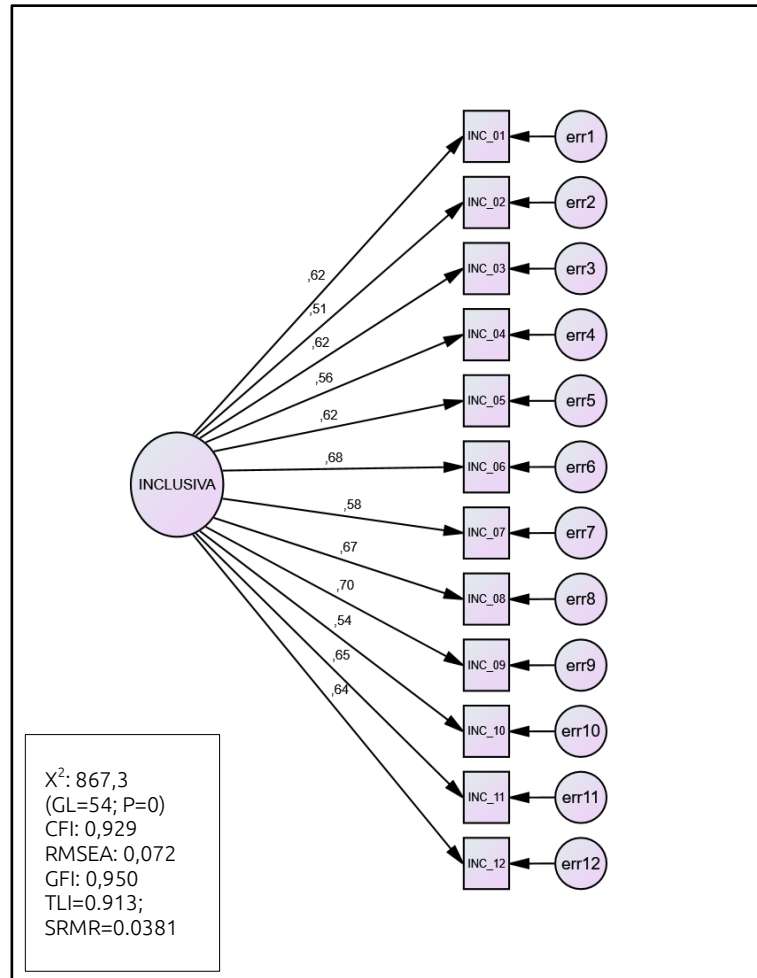 INC_01
err1
INC_02
err2
INC_03
err3
INC_04
err4
INC_05
err5
INC_06
err6
INC_07
err7
INC_08
err8
INC_09
err9
INC_10
err10
INC_11
err11
INC_12
err12
,62
,51
,62
,56
,62
,68
,58
,67
,70
,54
,65
,64
INCLUSIVA
X²: 867,3
(GL=54; P=0)
CFI: 0,929
RMSEA: 0,072
GFI: 0,950
TLI=0.913;
SRMR=0.0381